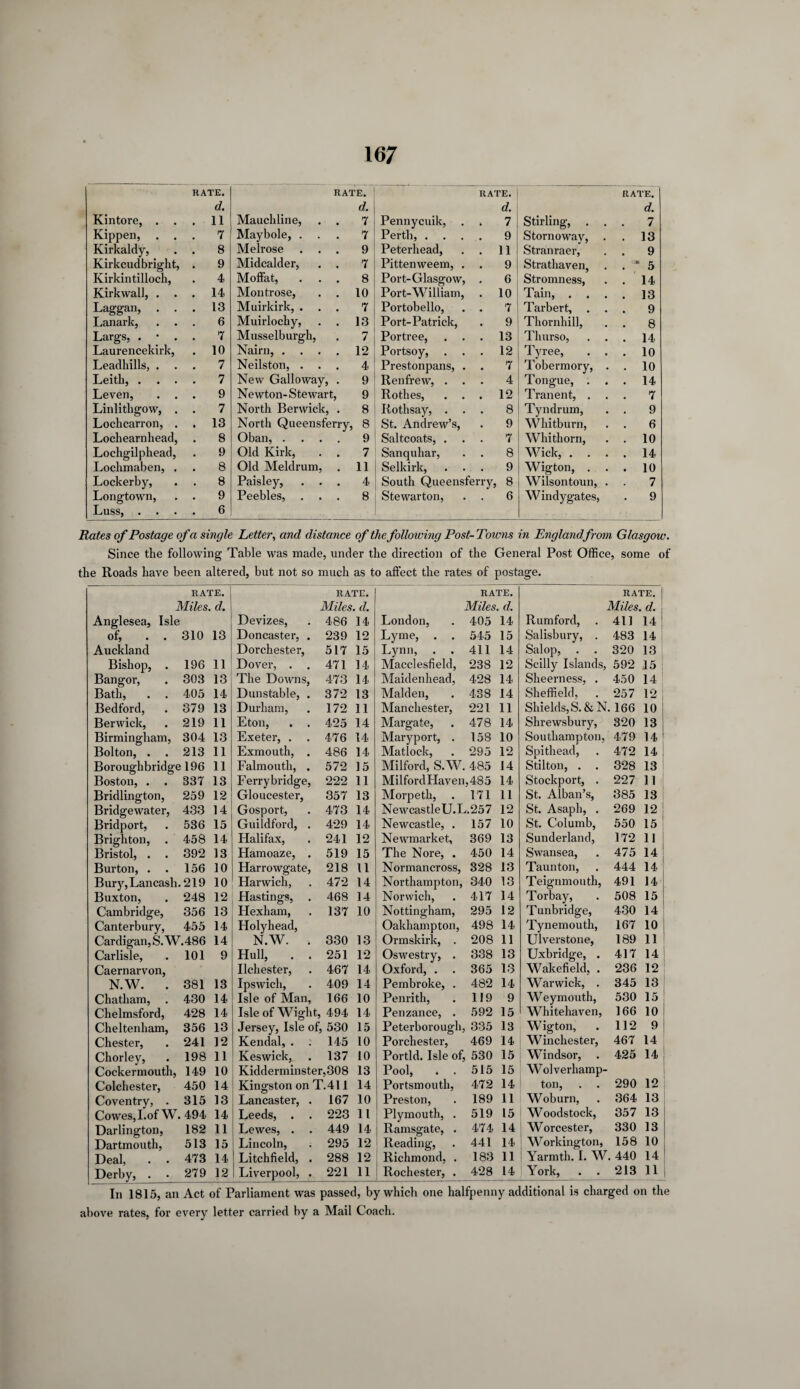 167
RATE.
d.
Kintore, . . . 11
Kippen, . . . 7
Kirkaldy, . . 8
Kirkcudbright, . 9
Kirkintilloch, . 4
Kirkwall, . . . 14
Laggan, . . . 13
Lanark, . . . 6
Largs, . . . . 7
Laurencekirk, . 10
Leadhills, . . . 7
Leith, . . . . 7
Leven, . . . 9
Linlithgow, . . 7
Lochcarron, . . 13
Lochearnhead, . 8
Lochgilphead, . 9
Lochmaben, . . 8
Lockerby, . . 8
Longtown, . . 9
Luss, . . . . 6
RATE.
d.
Mauchline, . . 7
Maybole, . . . 7
Melrose . . . 9
Midcalder, . . 7
Moffat, . . . 8
Montrose, . . 10
Muirkirk, . . . 7
Muirlochy, . . 13
Musselburgh, . 7
Nairn, . . . . 12
Neilston, . . . 4
New Galloway, . 9
Newton-Stewart, 9
North Berwick, . 8
North Queensferry, 8
Oban, . . . . 9
Old Kirk, . . 7
Old Meldrum, . 11
Paisley, . . . 4
Peebles, . . . 8
RATE.
d.
Pennycuik, . . 7
Perth, . . . . 9
Peterhead, . . 11
Pittenweem, . . 9
Port-Glasgow, . 6
Port-William, . 10
Portobello, . . 7
Port-Patrick, . 9
Portree, . . . 13
Portsoy, . . . 12
Prestonpans, . . 7
Renfrew, . . . 4
Rothes, . . . 12
Rothsay, . . . 8
St. Andrew's, . 9
Saltcoats, . . . 7
Sanquhar, . . 8
Selkirk, . . . 9
South Queensferry, 8
Stewarton, . . 6
RATE.
d.
Stirling, . . . 7
Stornoway, . . 13
Stranraer, . . 9
Strathaven, . . 5
Stromness, . . 14
Tain, . . . . 13
Tarbert, . . . 9
Thornhill, . . 8
Thurso, . . . 14
Tyree, . . . 10
Tobermory, . . 10
Tongue, . . . 14
Tranent, . . . 7
Tyndrum, . . 9
Whitburn, . . 6
Whithorn, . . 10
Wick, . . . . 14
Wigton, . . . 10
Wilsontoun, . . 7
Windygates, . 9
Rates of Postage of a single Letter, and distance of the following Post-Towns in England from Glasgow.
Since the following Table was made, under the direction of the General Post Office, some of
the Roads have been altered, but not so much as to affect the rates of postage.
RATE.
Miles. d.
Anglesea, Isle
of, . . 310 13
Auckland
Bishop, . 196 11
Bangor, . 303 13
Bath, . . 405 14
Bedford, . 379 13
Berwick, . 219 11
Birmingham, 304 13
Bolton, . . 213 11
Boroughbridge 196 11
Boston, . . 337 13
Bridlington, 259 12
Bridgewater, 433 14
Bridport, . 536 15
Brighton, . 458 14
Bristol, . . 392 13
Burton, . . 156 10
Bury, Lancash. 219 10
Buxton, . 248 12
Cambridge, 356 13
Canterbury, 455 14
Cardigan, S.W. 486 14
Carlisle, . 101 9
Caernarvon,
N.W. . 381 13
Chatham, . 430 14
Chelmsford, 428 14
Cheltenham, 356 13
Chester, . 241 12
Chorley, . 198 11
Cockermouth, 149 10
Colchester, 450 14
Coventry, . 315 13
Cowes, I. of W. 494 14
Darlington, 182 11
Dartmouth, 513 15
Deal, . . 473 14
Derby, . . 279 12
RATE.
Miles. d.
Devizes, . 486 14
Doncaster, . 239 12
Dorchester, 517 15
Dover, . . 471 14
The Downs, 473 14
Dunstable, . 372 13
Durham, . 172 11
Eton, . . 425 14
Exeter, . . 476 14
Exmouth, . 486 14
Falmouth, . 572 15
Ferrybridge, 222 11
Gloucester, 357 13
Gosport, . 473 14
Guildford, . 429 14
Halifax, . 241 12
Hamoaze, . 519 15
Harrowgate, 218 11
Harwich, . 472 14
Hastings, . 468 14
Hexham, . 137 10
Holyhead,
N.W. . 330 13
Hull, . . 251 12
Ilchester, . 467 14
Ipswich, . 409 14
Isle of Man, 166 10
Isle of Wight, 494 14
Jersey, Isle of, 530 15
Kendal, . . 145 10
Keswick, . 137 10
Kidderminster, 308 13
Kingston on T. 411 14
Lancaster, . 167 10
Leeds, . . 223 11
Lewes, . . 449 14
Lincoln, . 295 12
Litchfield, . 288 12
Liverpool, . 221 11
RATE.
Miles. d.
London, . 405 14
Lyme, . . 545 15
Lynn, . . 411 14
Macclesfield, 238 12
Maidenhead, 428 14
Malden, . 438 14
Manchester, 221 11
Margate, . 478 14
Maryport, . 158 10
Matlock, . 295 12
Milford, S.W. 485 14
Milford Haven, 485 14
Morpeth, . 171 11
Newcastle U.L. 257 12
Newcastle, . 157 10
Newmarket, 369 13
The Nore, . 450 14
Normancross, 328 13
Northampton, 340 13
Norwich, . 417 14
Nottingham, 295 12
Oakhampton, 498 14
Ormskirk, . 208 11
Oswestry, . 338 13
Oxford, . . 365 13
Pembroke, . 482 14
Penrith, . 119 9
Penzance, . 592 15
Peterborough, 335 13
Porchester, 469 14
Portld. Isle of, 530 15
Pool, . . 515 15
Portsmouth, 472 14
Preston, . 189 11
Plymouth, . 519 15
Ramsgate, . 474 14
Reading, . 441 14
Richmond, . 183 11
Rochester, . 428 14
RATE.
Miles. d.
Rumford, . 411 14
Salisbury, . 483 14
Salop, . . 320 13
Scilly Islands, 592 15
Sheerness, . 450 14
Sheffield, . 257 12
Shields, S. & N. 166 10
Shrewsbury, 320 13
Southampton, 479 14
Spithead, . 472 14
Stilton, . . 328 13
Stockport, . 227 11
St. Alban's, 385 13
St. Asaph, . 269 12
St. Columb, 550 15
Sunderland, 172 11
Swansea, . 475 14
Taunton, . 444 14
Teignmouth, 491 14
Torbay, . 508 15
Tunbridge, 430 14
Tynemouth, 167 10
Ulverstone, 189 11
Uxbridge, . 417 14
Wakefield, . 236 12
Warwick, . 345 13
Weymouth, 530 15
Whitehaven, 166 10
Wigton, . 112 9
Winchester, 467 14
Windsor, . 425 14
Wolverhamp-
ton, . . 290 12
Woburn, . 364 13
Woodstock, 357 13
Worcester, 330 13
Workington, 158 10
Yarmth. I. W. 440 14
York, . . 213 11
In 1815, an Act of Parliament was passed, by which one halfpenny additional is charged on the
above rates, for every letter carried by a Mail Coach.